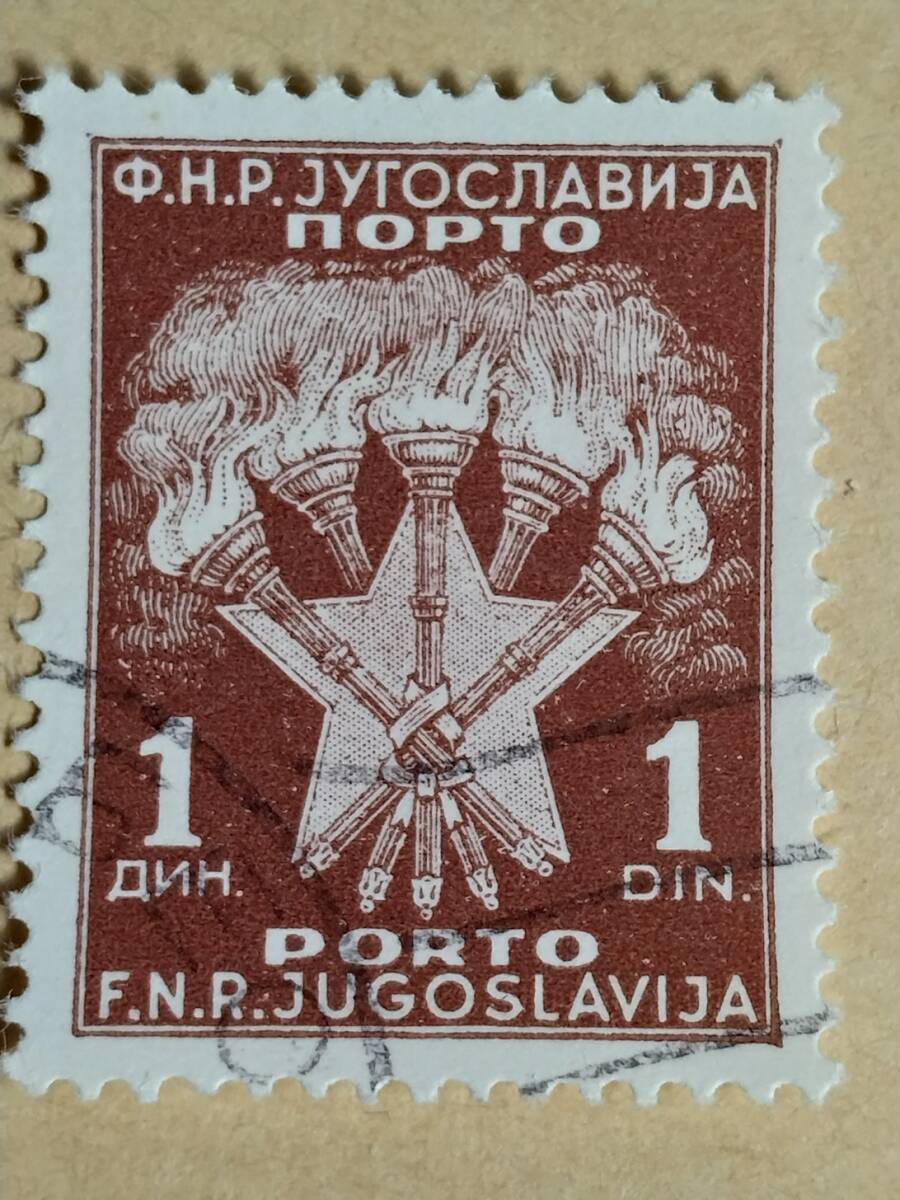 Ф.Н.Р. ЈУГОСЛАВИЈА
ПОРТО
1 1
ДИН. DIN.
PORTO
F.N.R. JUGOSLAVIJA